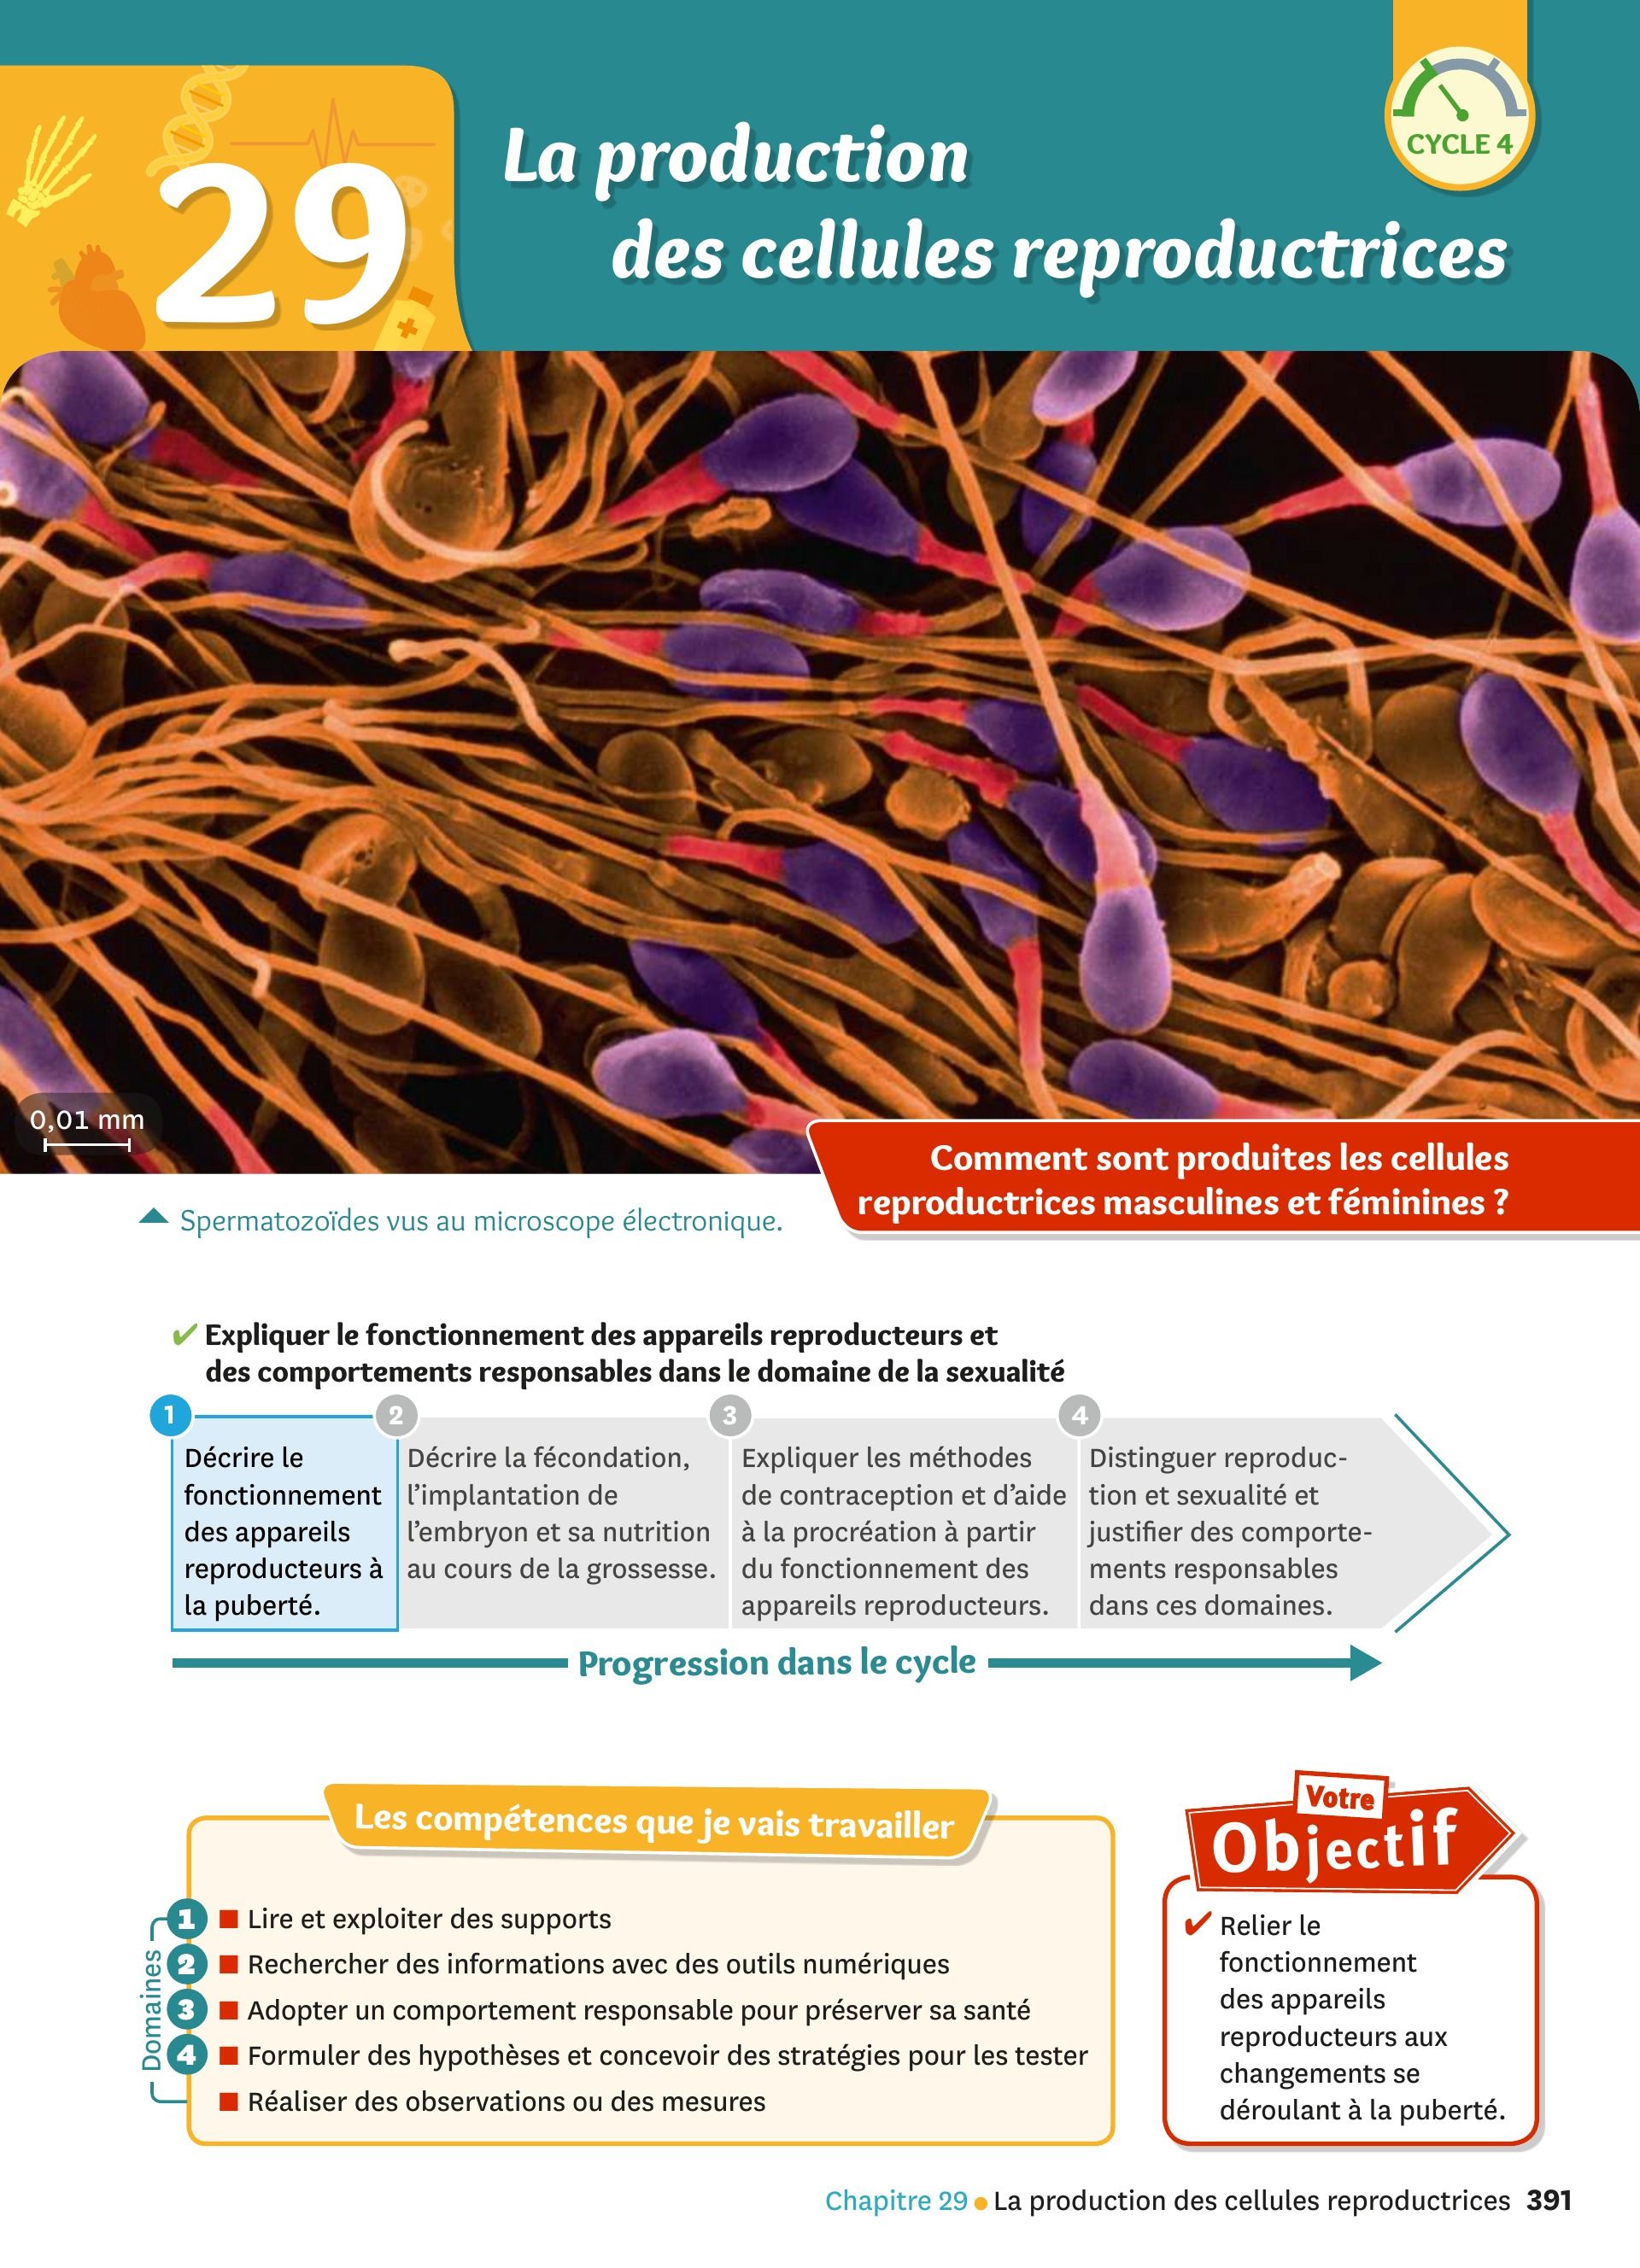 29
La production
des cellules reproductrices
CYCLE 4
0,01 mm
Comment sont produites les cellules
reproductrices masculines et féminines ?
Spermatozoïdes vus au microscope électronique.
✔ Expliquer le fonctionnement des appareils reproducteurs et
des comportements responsables dans le domaine de la sexualité
1
Décrire le
fonctionnement
des appareils
reproducteurs à
la puberté.
2
Décrire la fécondation,
l'implantation de
l'embryon et sa nutrition
au cours de la grossesse.
3
Expliquer les méthodes
de contraception et d'aide
à la procréation à partir
du fonctionnement des
appareils reproducteurs.
4
Distinguer reproduc-
tion et sexualité et
justifier des comporte-
ments responsables
dans ces domaines.
Progression dans le cycle
Les compétences que je vais travailler
Domaines
1 ■ Lire et exploiter des supports
2 ■ Rechercher des informations avec des outils numériques
3 ■ Adopter un comportement responsable pour préserver sa santé
4 ■ Formuler des hypothèses et concevoir des stratégies pour les tester
■ Réaliser des observations ou des mesures
Votre
Objectif
✔ Relier le
fonctionnement
des appareils
reproducteurs aux
changements se
déroulant à la puberté.
Chapitre 29 ● La production des cellules reproductrices 391